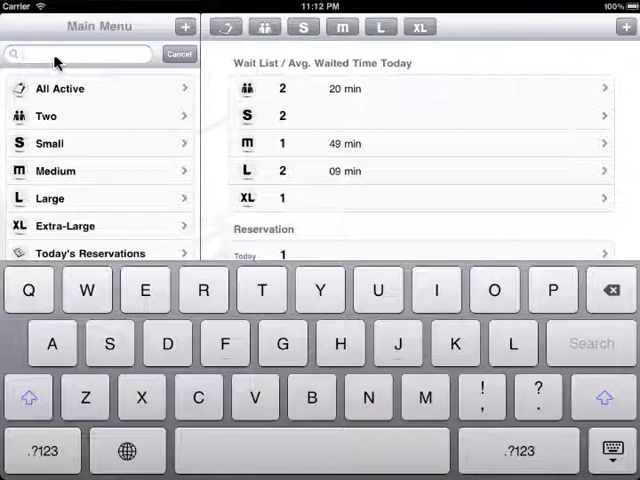 Carrier 11:12 PM 100%
Main Menu + S m L XL +
Cancel
Wait List / Avg. Waited Time Today
All Active
2 20 min
Two
S 2
S Small
m 1 49 min
m Medium
L 2 09 min
L Large
XL 1
XL Extra-Large
Reservation
Today's Reservations
Today 1
Q W E R T Y U I O P
A S D F G H J K L Search
Z X C V B N M ! , ? .
.?123 .?123